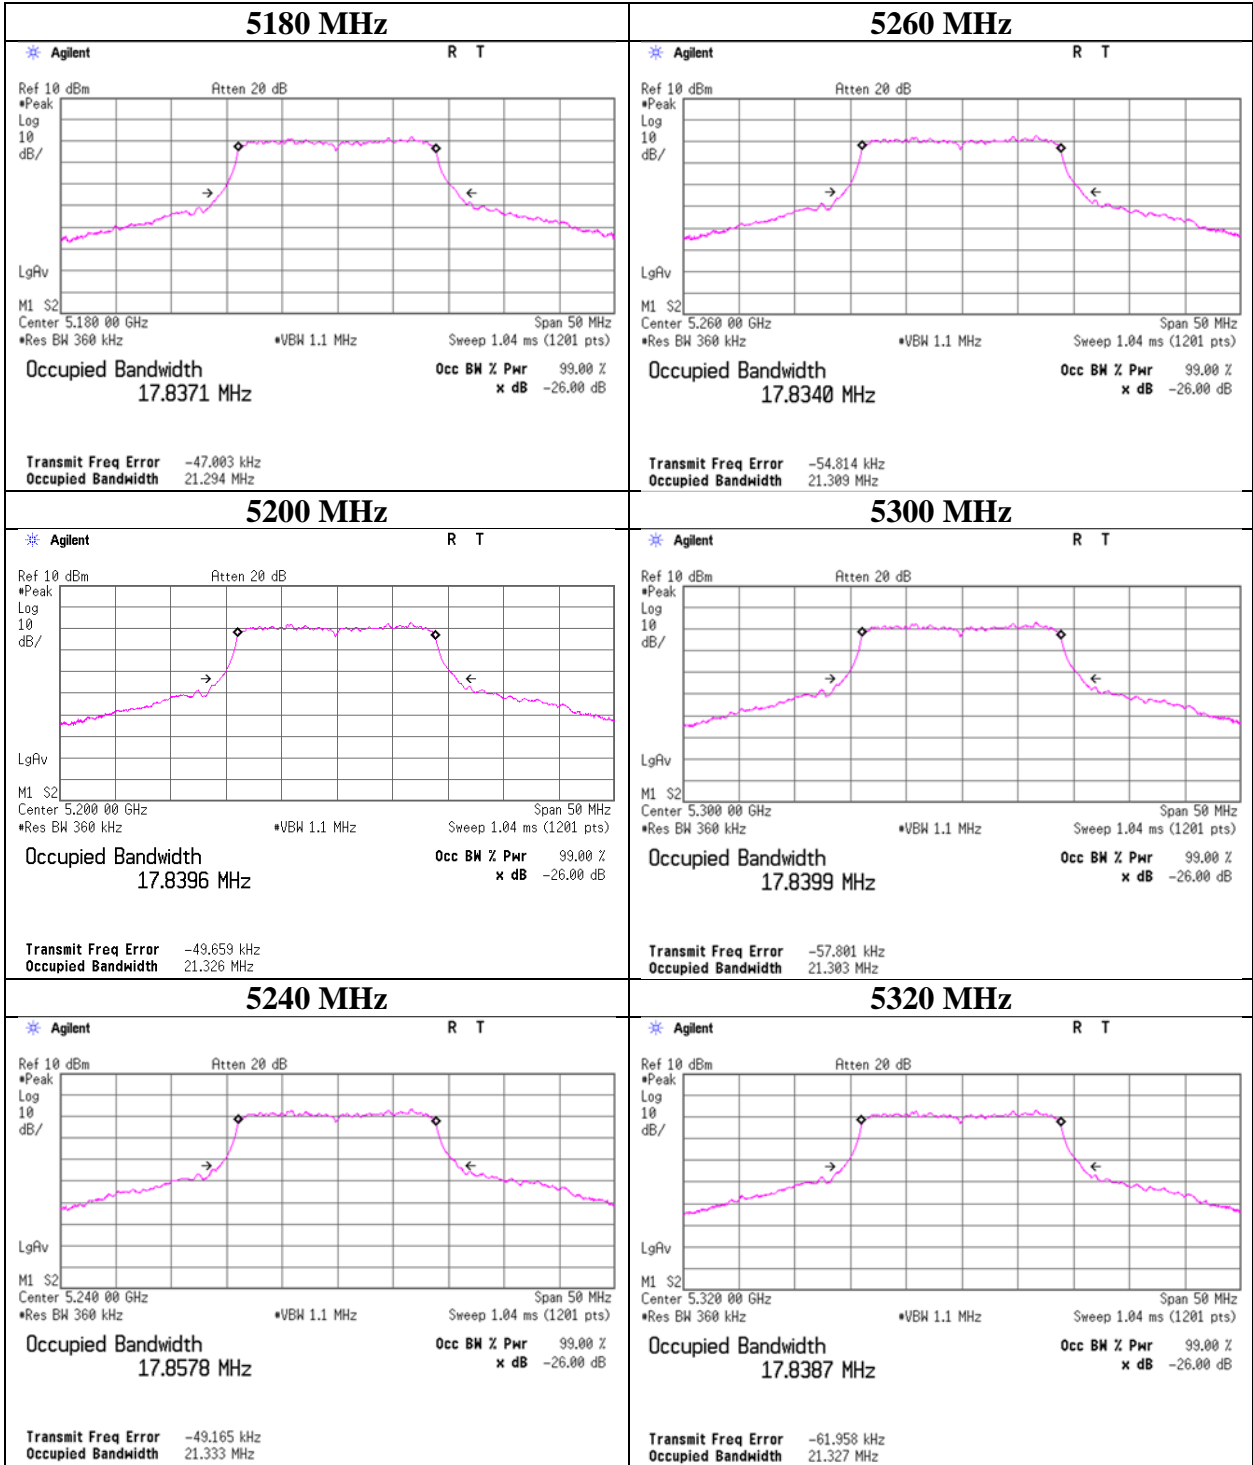 5180 MHz
Agilent R T
Ref 10 dBm Atten 20 dB
#Peak
Log
10
dB/
LgAv
M1 S2
Center 5.180 00 GHz Span 50 MHz
#Res BW 360 kHz #VBW 1.1 MHz Sweep 1.04 ms (1201 pts)
Occupied Bandwidth Occ BW % Pwr 99.00 %
17.8371 MHz x dB -26.00 dB
Transmit Freq Error -47.003 kHz
Occupied Bandwidth 21.294 MHz
5260 MHz
Agilent R T
Ref 10 dBm Atten 20 dB
#Peak
Log
10
dB/
LgAv
M1 S2
Center 5.260 00 GHz Span 50 MHz
#Res BW 360 kHz #VBW 1.1 MHz Sweep 1.04 ms (1201 pts)
Occupied Bandwidth Occ BW % Pwr 99.00 %
17.8340 MHz x dB -26.00 dB
Transmit Freq Error -54.814 kHz
Occupied Bandwidth 21.309 MHz
5200 MHz
Agilent R T
Ref 10 dBm Atten 20 dB
#Peak
Log
10
dB/
LgAv
M1 S2
Center 5.200 00 GHz Span 50 MHz
#Res BW 360 kHz #VBW 1.1 MHz Sweep 1.04 ms (1201 pts)
Occupied Bandwidth Occ BW % Pwr 99.00 %
17.8396 MHz x dB -26.00 dB
Transmit Freq Error -49.659 kHz
Occupied Bandwidth 21.326 MHz
5300 MHz
Agilent R T
Ref 10 dBm Atten 20 dB
#Peak
Log
10
dB/
LgAv
M1 S2
Center 5.300 00 GHz Span 50 MHz
#Res BW 360 kHz #VBW 1.1 MHz Sweep 1.04 ms (1201 pts)
Occupied Bandwidth Occ BW % Pwr 99.00 %
17.8399 MHz x dB -26.00 dB
Transmit Freq Error -57.801 kHz
Occupied Bandwidth 21.303 MHz
5240 MHz
Agilent R T
Ref 10 dBm Atten 20 dB
#Peak
Log
10
dB/
LgAv
M1 S2
Center 5.240 00 GHz Span 50 MHz
#Res BW 360 kHz #VBW 1.1 MHz Sweep 1.04 ms (1201 pts)
Occupied Bandwidth Occ BW % Pwr 99.00 %
17.8578 MHz x dB -26.00 dB
Transmit Freq Error -49.165 kHz
Occupied Bandwidth 21.333 MHz
5320 MHz
Agilent R T
Ref 10 dBm Atten 20 dB
#Peak
Log
10
dB/
LgAv
M1 S2
Center 5.320 00 GHz Span 50 MHz
#Res BW 360 kHz #VBW 1.1 MHz Sweep 1.04 ms (1201 pts)
Occupied Bandwidth Occ BW % Pwr 99.00 %
17.8387 MHz x dB -26.00 dB
Transmit Freq Error -61.958 kHz
Occupied Bandwidth 21.327 MHz